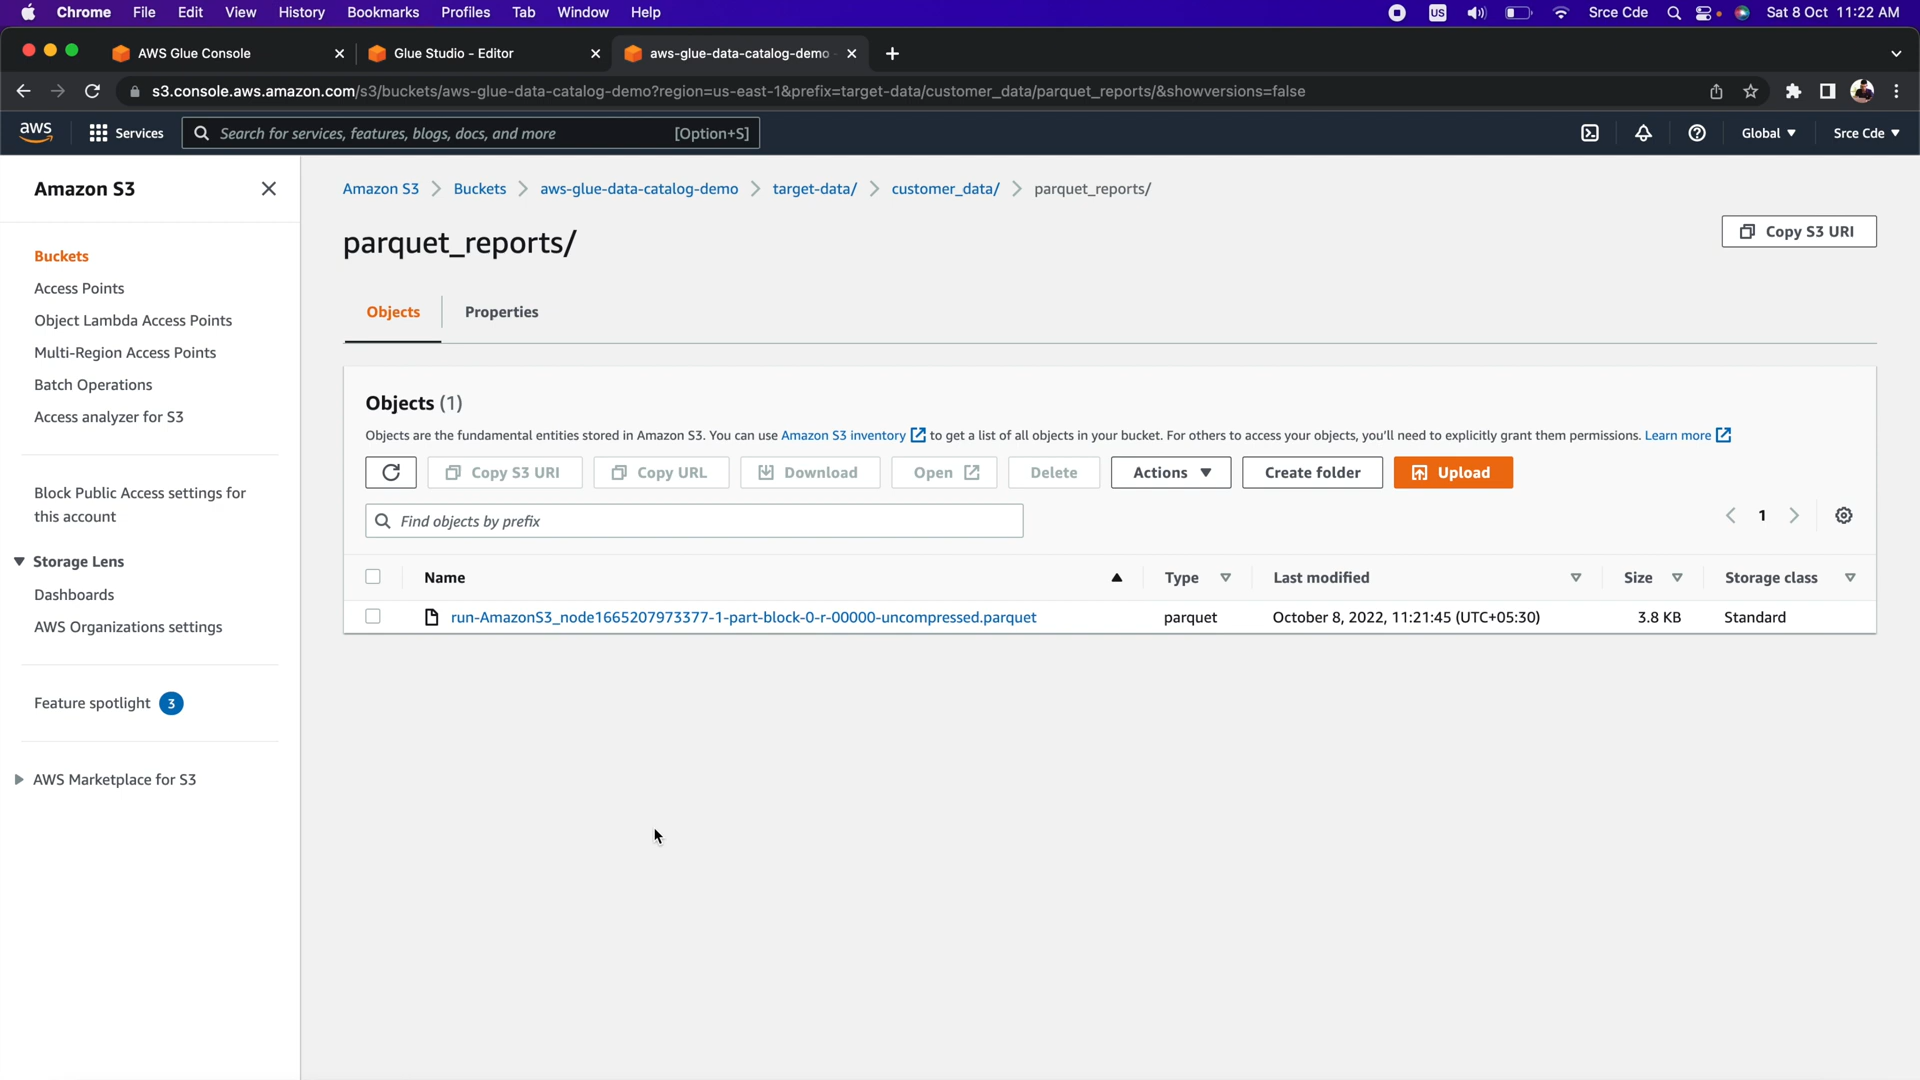 Chrome File Edit View History Bookmarks Profiles Tab Window Help US Srce Cde Sat 8 Oct 11:22 AM
AWS Glue Console Glue Studio - Editor aws-glue-data-catalog-demo
s3.console.aws.amazon.com/s3/buckets/aws-glue-data-catalog-demo?region=us-east-1&prefix=target-data/customer_data/parquet_reports/&showversions=false
aws Services Search for services, features, blogs, docs, and more [Option+S] Global Srce Cde
Amazon S3
Buckets
Access Points
Object Lambda Access Points
Multi-Region Access Points
Batch Operations
Access analyzer for S3
Block Public Access settings for
this account
Storage Lens
Dashboards
AWS Organizations settings
Feature spotlight 3
AWS Marketplace for S3
Amazon S3 Buckets aws-glue-data-catalog-demo target-data/ customer_data/ parquet_reports/
parquet_reports/
Copy S3 URI
Objects Properties
Objects (1)
Objects are the fundamental entities stored in Amazon S3. You can use Amazon S3 inventory to get a list of all objects in your bucket. For others to access your objects, you'll need to explicitly grant them permissions. Learn more
Copy S3 URI Copy URL Download Open Delete Actions Create folder Upload
Find objects by prefix
1
Name Type Last modified Size Storage class
run-AmazonS3_node1665207973377-1-part-block-0-r-00000-uncompressed.parquet parquet October 8, 2022, 11:21:45 (UTC+05:30) 3.8 KB Standard